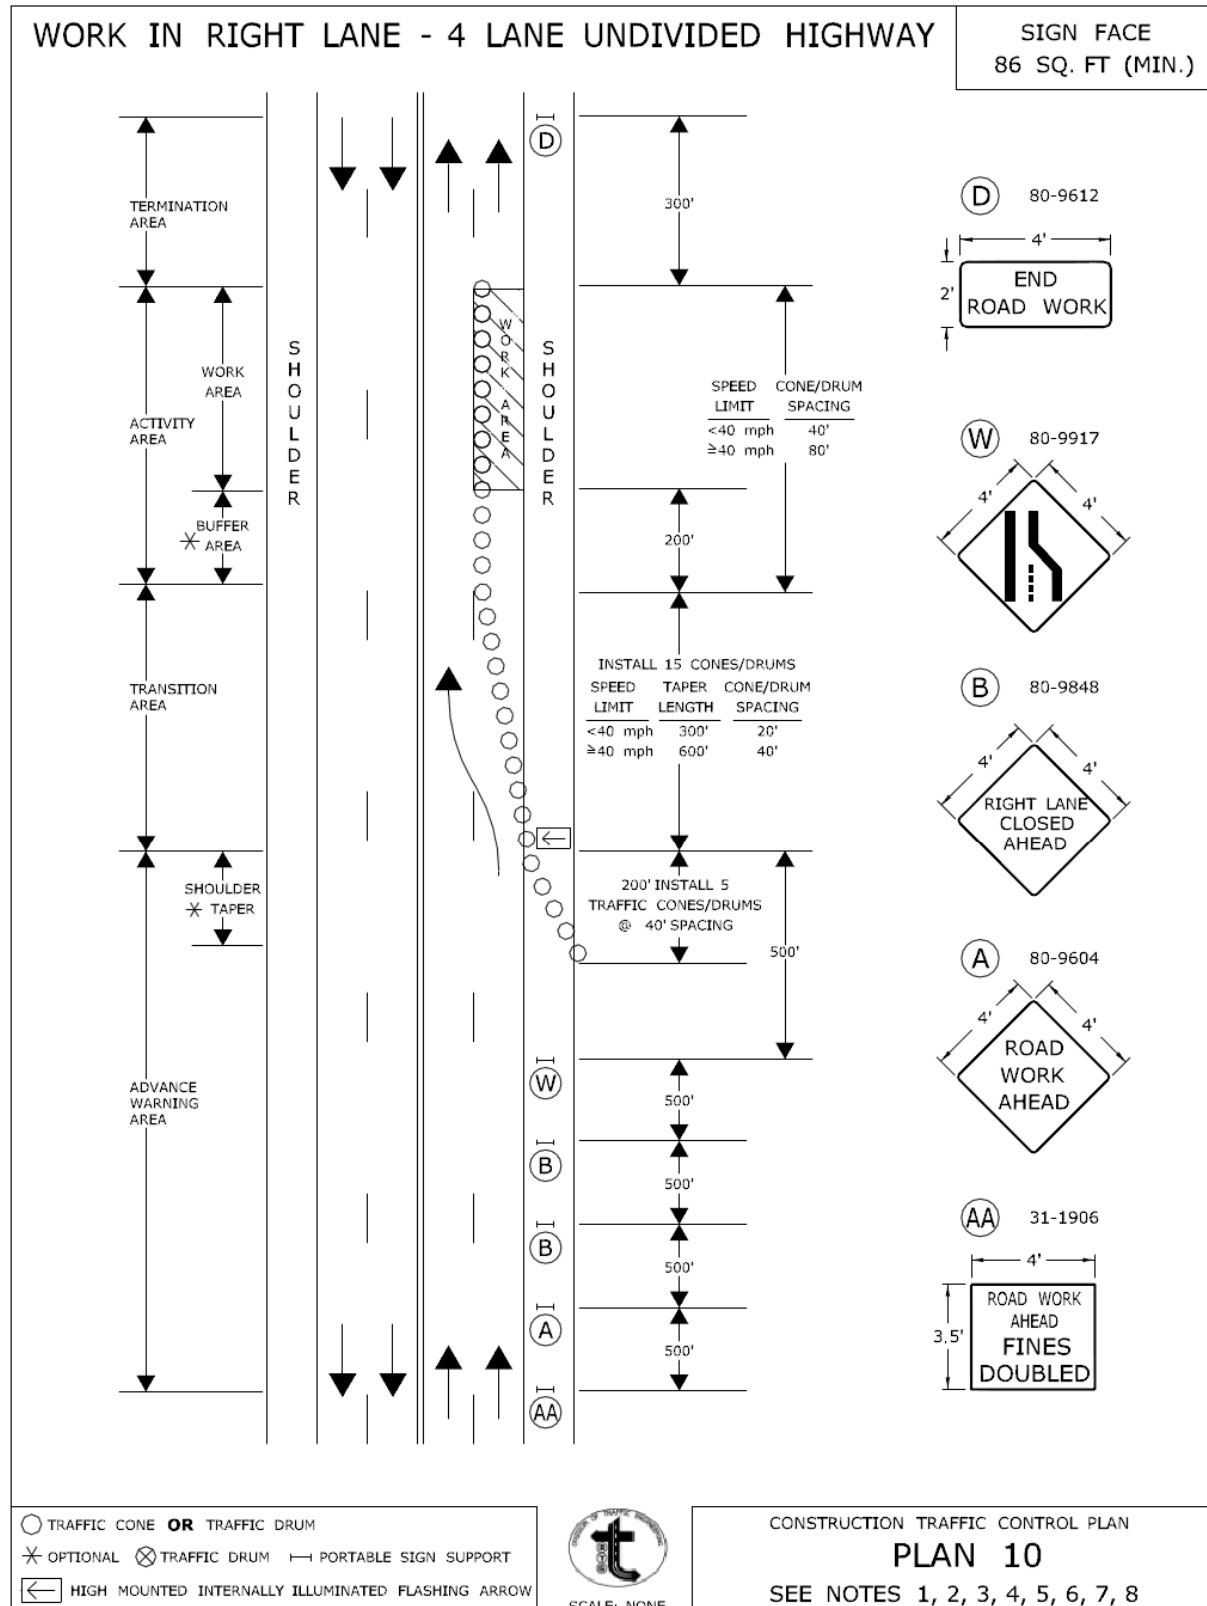 WORK IN RIGHT LANE - 4 LANE UNDIVIDED HIGHWAY
SIGN FACE
86 SQ. FT (MIN.)
TERMINATION
AREA
ACTIVITY
AREA
WORK
AREA
BUFFER
AREA
TRANSITION
AREA
SHOULDER
TAPER
ADVANCE
WARNING
AREA
SHOULDER
WORK AREA
SHOULDER
D
300'
SPEED CONE/DRUM
LIMIT SPACING
<40 mph 40'
≥40 mph 80'
200'
INSTALL 15 CONES/DRUMS
SPEED TAPER CONE/DRUM
LIMIT LENGTH SPACING
<40 mph 300' 20'
≥40 mph 600' 40'
200' INSTALL 5
TRAFFIC CONES/DRUMS
@ 40' SPACING
500'
W
500'
B
500'
B
500'
A
500'
AA
D 80-9612
4'
2'
END
ROAD WORK
W 80-9917
4' 4'
B 80-9848
4' 4'
RIGHT LANE
CLOSED
AHEAD
A 80-9604
4' 4'
ROAD
WORK
AHEAD
AA 31-1906
4'
3.5'
ROAD WORK
AHEAD
FINES
DOUBLED
TRAFFIC CONE OR TRAFFIC DRUM
OPTIONAL TRAFFIC DRUM PORTABLE SIGN SUPPORT
HIGH MOUNTED INTERNALLY ILLUMINATED FLASHING ARROW
DIVISION OF TRAFFIC ENGINEERING
t
SCALE: NONE
CONSTRUCTION TRAFFIC CONTROL PLAN
PLAN 10
SEE NOTES 1, 2, 3, 4, 5, 6, 7, 8